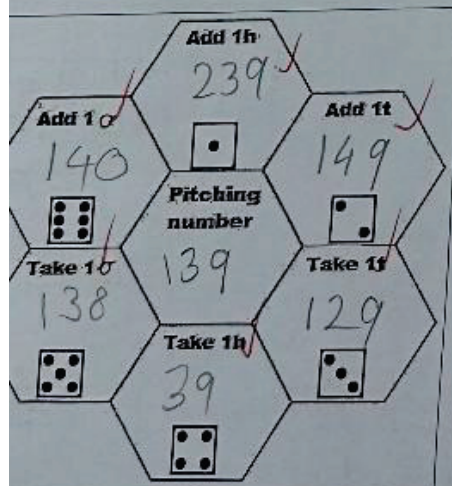 Add 1h
239
Add 1o
140
Add 1t
149
Pitching
number
139
Take 1o
138
Take 1t
129
Take 1h
39